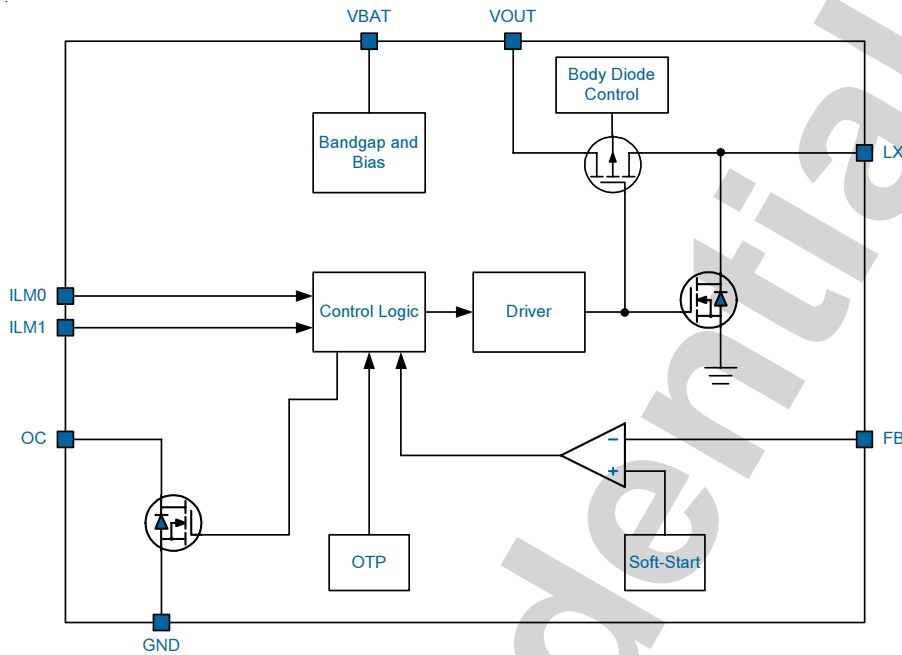 VBAT
VOUT
Body Diode
Control
Bandgap and
Bias
LX
ILM0
ILM1
Control Logic
Driver
OC
FB
−
+
OTP
Soft-Start
GND
dential